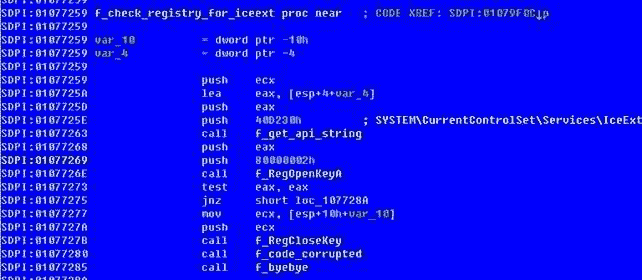 SDPI:01077259
SDPI:01077259 f_check_registry_for_iceext proc near ; CODE XREF: SDPI:01079F8C↓p
SDPI:01077259
SDPI:01077259 var_10 = dword ptr -10h
SDPI:01077259 var_4 = dword ptr -4
SDPI:01077259
SDPI:01077259 push ecx
SDPI:0107725A lea eax, [esp+4+var_4]
SDPI:0107725D push eax
SDPI:0107725E push 40D230h ; SYSTEM\CurrentControlSet\Services\IceExt
SDPI:01077263 call f_get_api_string
SDPI:01077268 push eax
SDPI:01077269 push 80000002h
SDPI:0107726E call f_RegOpenKeyA
SDPI:01077273 test eax, eax
SDPI:01077275 jnz short loc_107728A
SDPI:01077277 mov ecx, [esp+10h+var_10]
SDPI:0107727A push ecx
SDPI:0107727B call f_RegCloseKey
SDPI:01077280 call f_code_corrupted
SDPI:01077285 call f_byebye